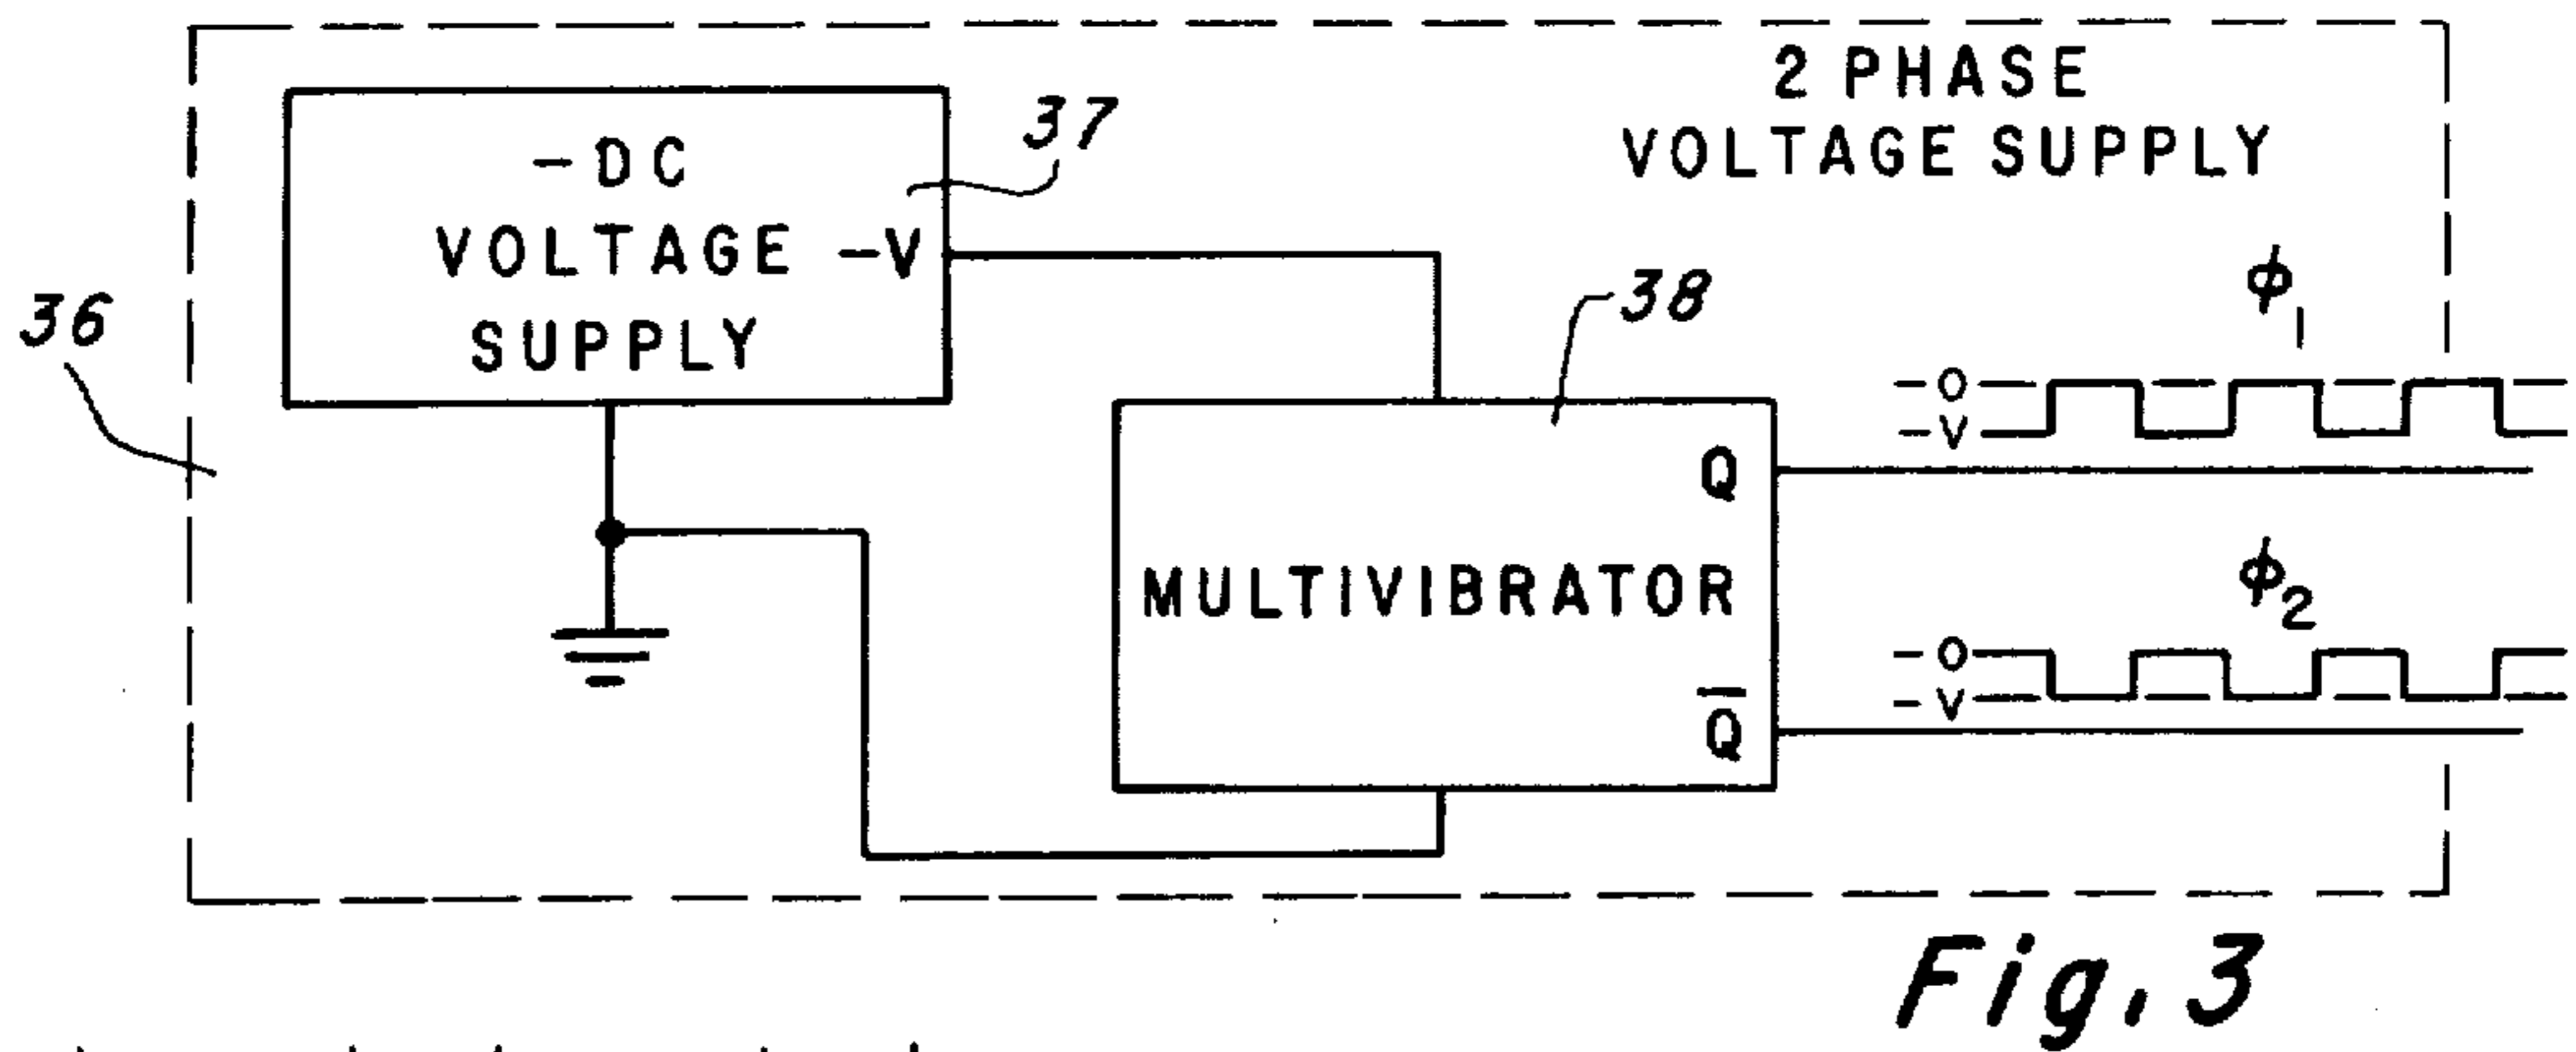 2 PHASE
VOLTAGE SUPPLY
37
-DC
VOLTAGE -V
SUPPLY
36
38
ϕ1
-0
-V
Q
MULTIVIBRATOR
ϕ2
-0
-V
Q̅
Fig. 3